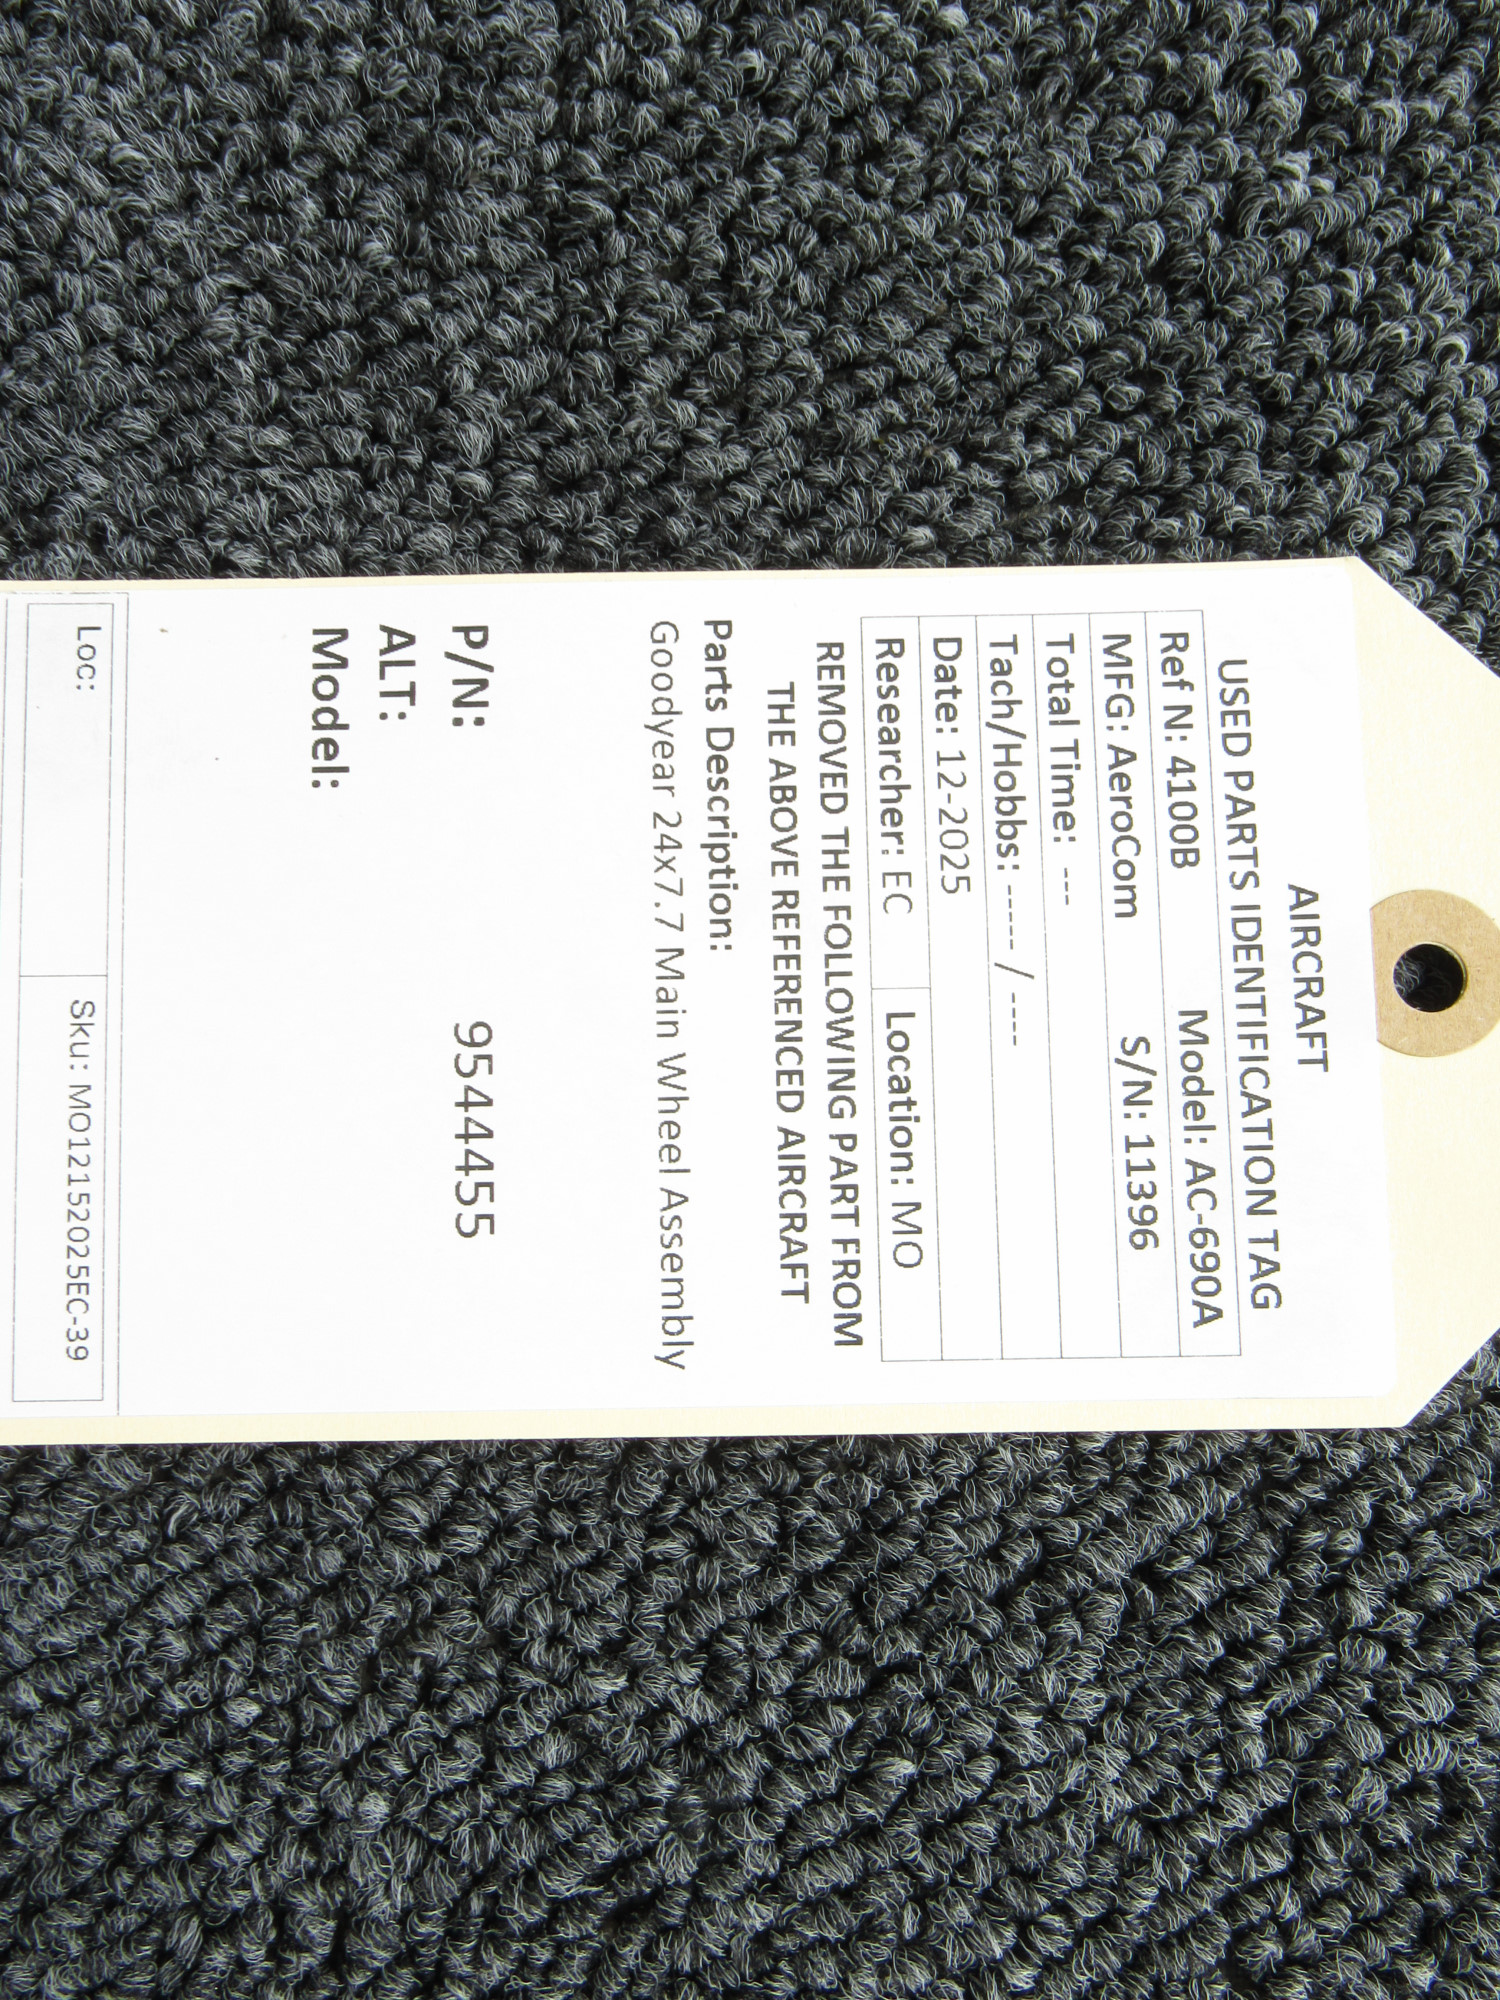 AIRCRAFT
USED PARTS IDENTIFICATION TAG
Ref N: 4100B Model: AC-690A
MFG: AeroCom S/N: 11396
Total Time: ---
Tach/Hobbs: ----- / ----
Date: 12-2025
Researcher: EC Location: MO
REMOVED THE FOLLOWING PART FROM
THE ABOVE REFERENCED AIRCRAFT
Parts Description:
Goodyear 24x7.7 Main Wheel Assembly
P/N: 9544455
ALT:
Model:
Loc: Sku: MO12152025EC-39